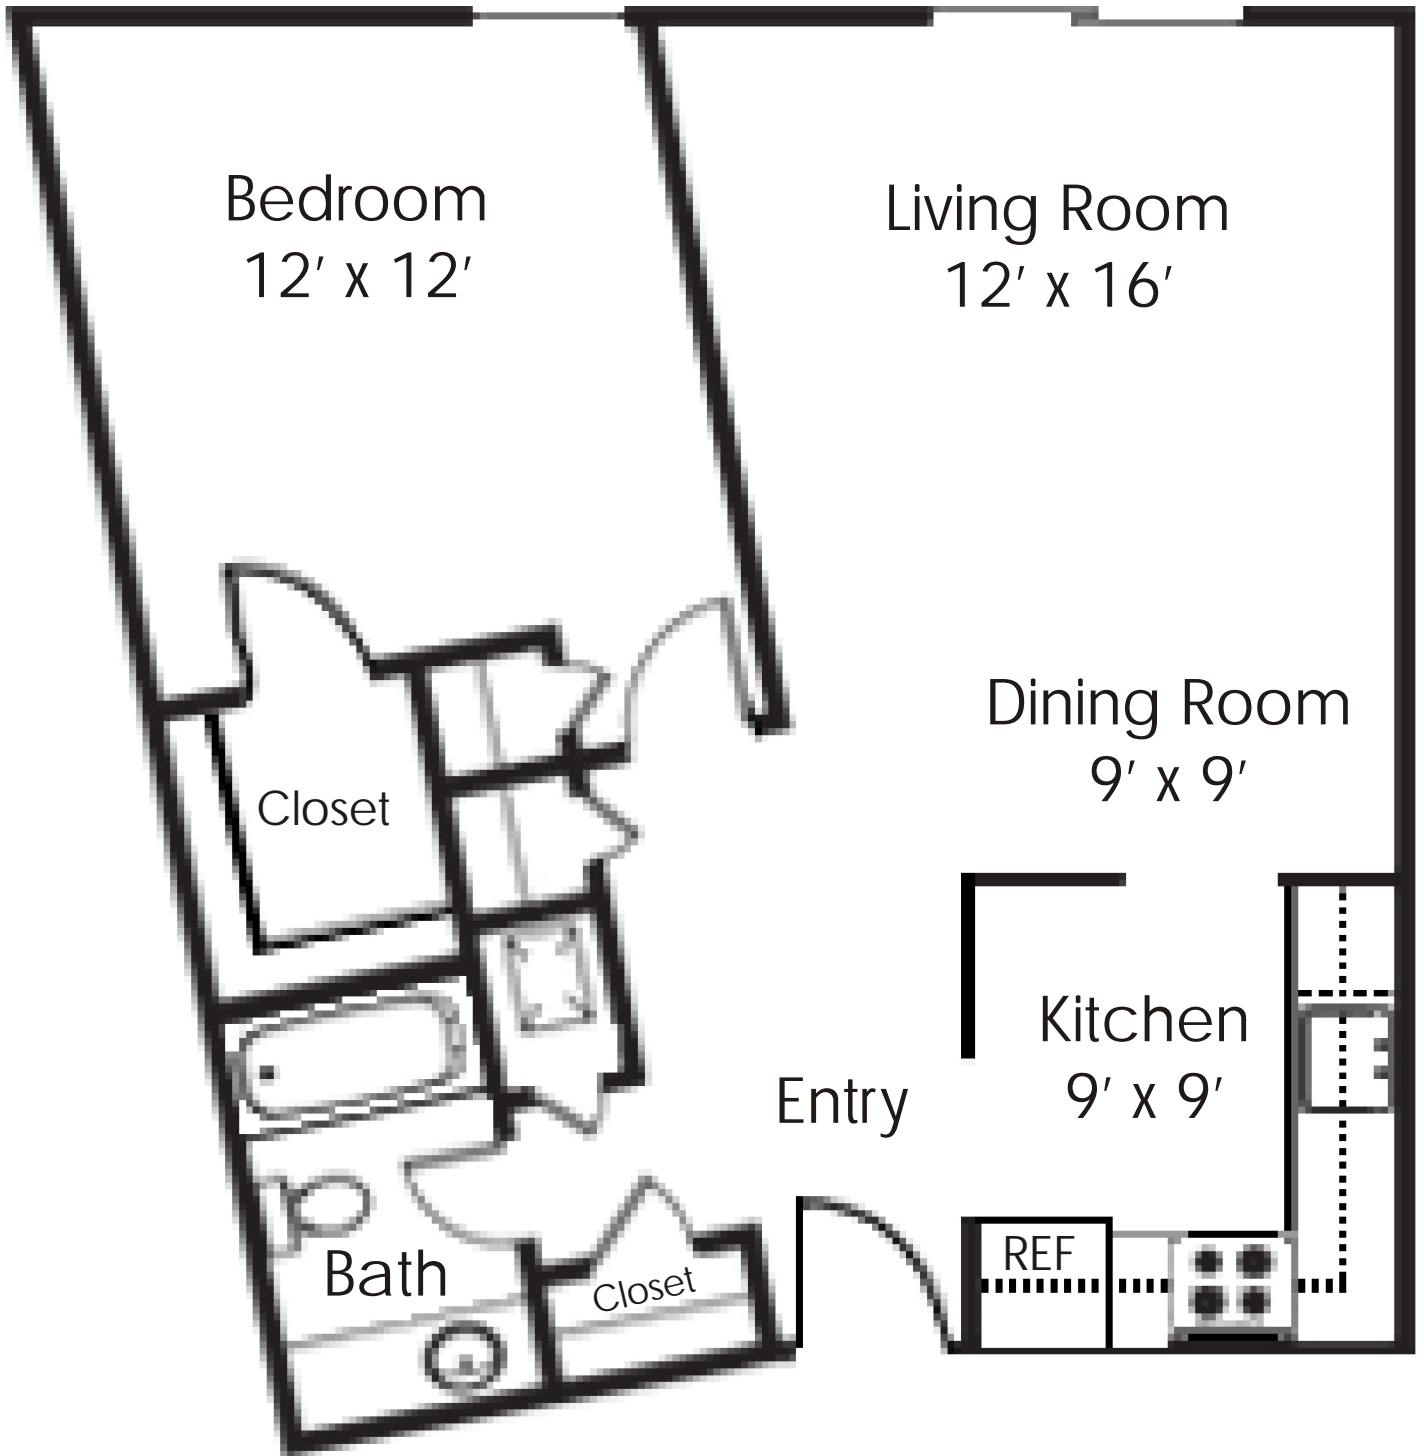 Bedroom
12' x 12'
Living Room
12' x 16'
Dining Room
9' x 9'
Closet
Kitchen
9' x 9'
Entry
REF
Bath
Closet